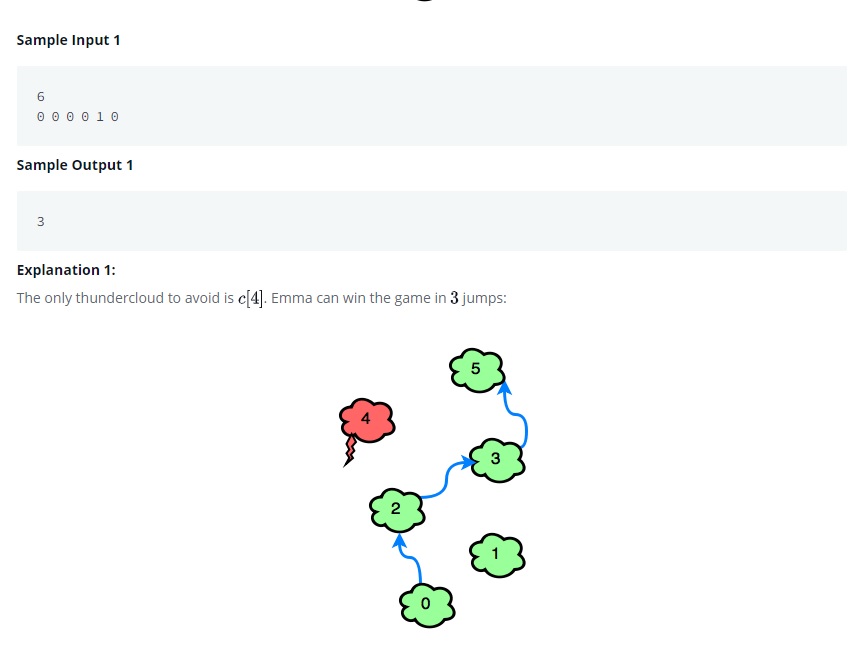 Sample Input 1
6
0 0 0 0 1 0
Sample Output 1
3
Explanation 1:
The only thundercloud to avoid is c[4]. Emma can win the game in 3 jumps:
5
4
3
2
1
0